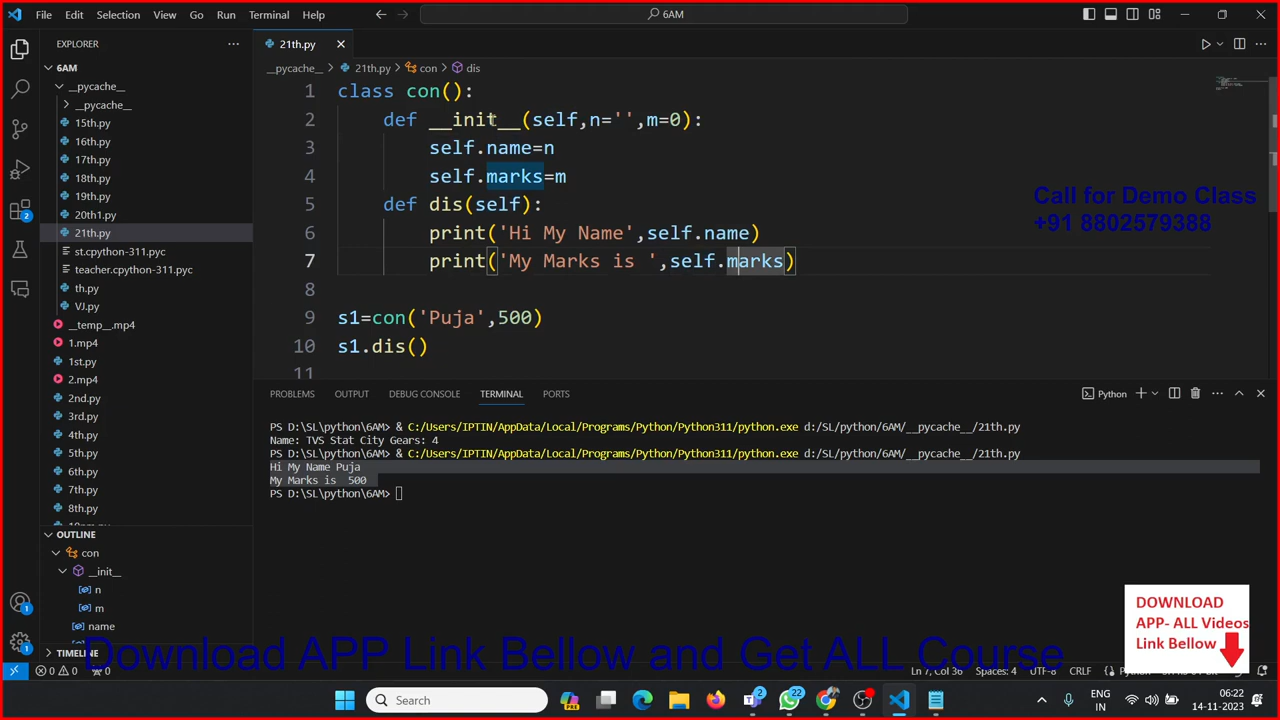 File Edit Selection View Go Run Terminal Help
6AM
EXPLORER
21th.py
6AM
__pycache__ > 21th.py > con > dis
__pycache__
__pycache__
15th.py
16th.py
17th.py
18th.py
19th.py
20th1.py
21th.py
st.cpython-311.pyc
teacher.cpython-311.pyc
th.py
VJ.py
__temp__.mp4
1.mp4
1st.py
2.mp4
2nd.py
3rd.py
4th.py
5th.py
6th.py
7th.py
8th.py
OUTLINE
con
__init__
n
m
name
TIMELINE
1 class con():
2 def __init__(self,n='',m=0):
3 self.name=n
4 self.marks=m
5 def dis(self):
6 print('Hi My Name',self.name)
7 print('My Marks is ',self.marks)
8
9 s1=con('Puja',500)
10 s1.dis()
11
Call for Demo Class
+91 8802579388
PROBLEMS OUTPUT DEBUG CONSOLE TERMINAL PORTS
Python
PS D:\SL\python\6AM> & C:/Users/IPTIN/AppData/Local/Programs/Python/Python311/python.exe d:/SL/python/6AM/__pycache__/21th.py
Name: TVS Stat City Gears: 4
PS D:\SL\python\6AM> & C:/Users/IPTIN/AppData/Local/Programs/Python/Python311/python.exe d:/SL/python/6AM/__pycache__/21th.py
Hi My Name Puja
My Marks is  500
PS D:\SL\python\6AM>
DOWNLOAD
APP- ALL Videos
Link Bellow
Download APP Link Bellow and Get ALL Course
0 0 0
Ln 7, Col 36 Spaces: 4 UTF-8 CRLF
Search
2
22
2
ENG
IN
06:22
14-11-2023